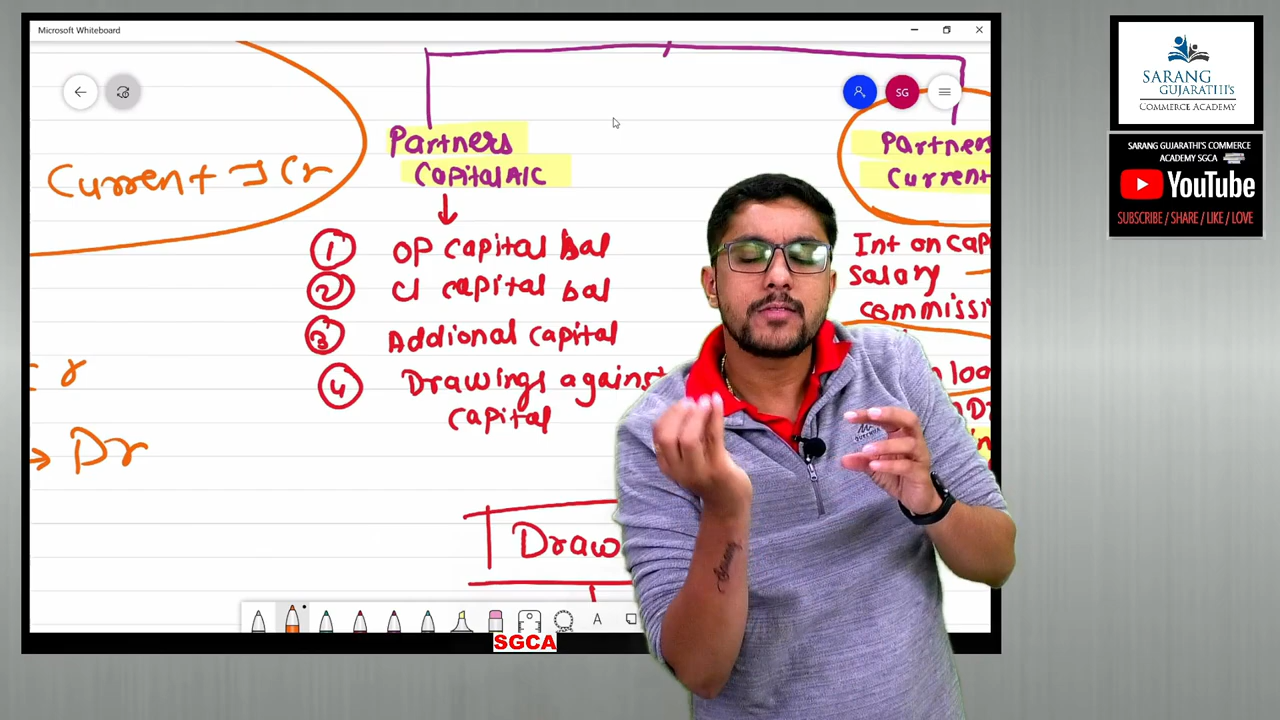 Microsoft Whiteboard
SG
Current → Cr
Partners
Capital A/C
① OP Capital bal
② Cl capital bal
③ Addional capital
④ Drawings against
capital
Draw
Partners
Current
Int on Cap
Salary
commissi
r
→ Dr
loa
A
SGCA
SARANG
GUJARATHI'S
COMMERCE ACADEMY
SARANG GUJARATHI'S COMMERCE
ACADEMY SGCA
YouTube
SUBSCRIBE / SHARE / LIKE / LOVE